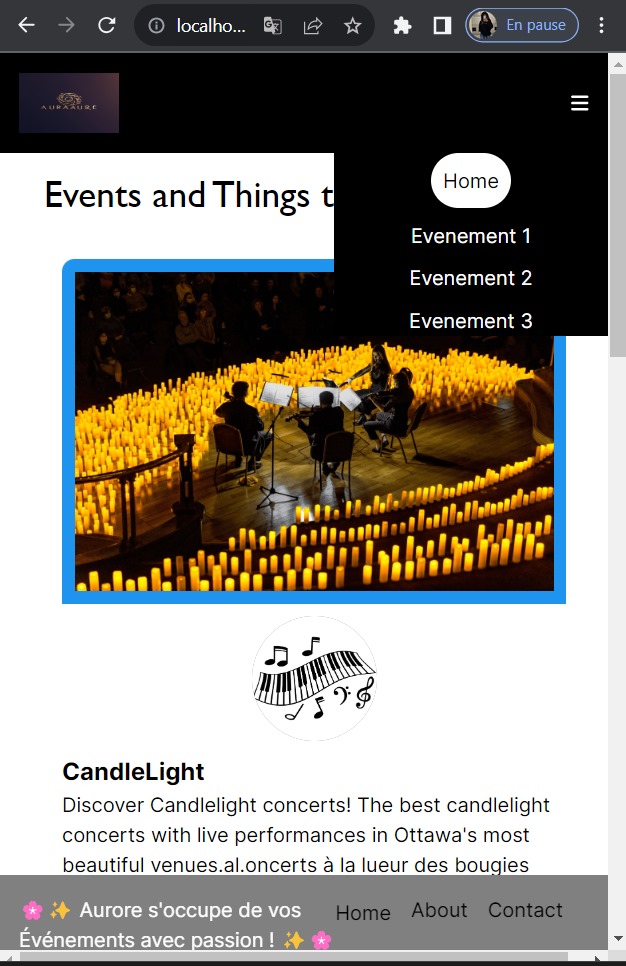 localho...
En pause
AURAAURE
Home
Events and Things t
Evenement 1
Evenement 2
Evenement 3
CandleLight
Discover Candlelight concerts! The best candlelight
concerts with live performances in Ottawa's most
beautiful venues.al.oncerts à la lueur des bougies
🌸 ✨ Aurore s'occupe de vos
Événements avec passion ! ✨ 🌸
Home About Contact